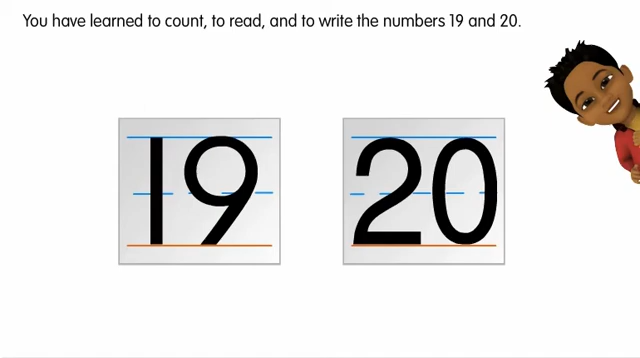 You have learned to count, to read, and to write the numbers 19 and 20.
19 20